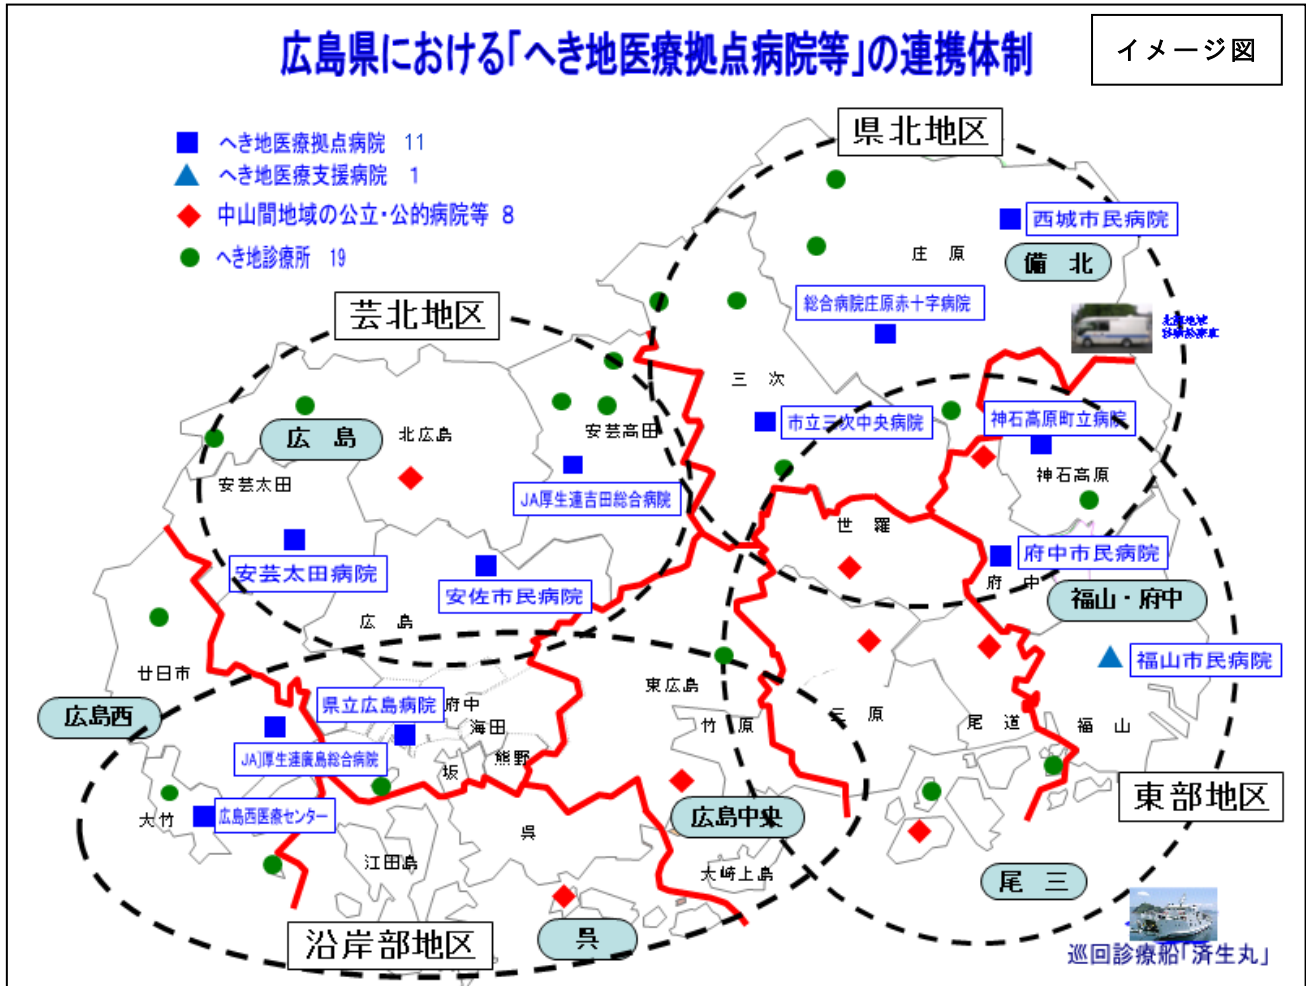 広島県における「へき地医療拠点病院等」の連携体制
イメージ図
へき地医療拠点病院 11
へき地医療支援病院 1
中山間地域の公立・公的病院等 8
へき地診療所 19
県北地区
西城市民病院
庄原
備北
総合病院庄原赤十字病院
芸北地区
三次
市立三次中央病院
神石高原町立病院
神石高原
広島
北広島
安芸高田
安芸太田
JA厚生連吉田総合病院
世羅
安芸太田病院
安佐市民病院
府中市民病院
府中
福山・府中
広島
福山市民病院
廿日市
広島西
県立広島病院
府中
海田
熊野
坂
JA]厚生連廣島総合病院
東広島
竹原
三原
尾道
福山
東部地区
大竹
広島西医療センター
江田島
呉
広島中央
大崎上島
尾三
沿岸部地区
呉
巡回診療船「済生丸」